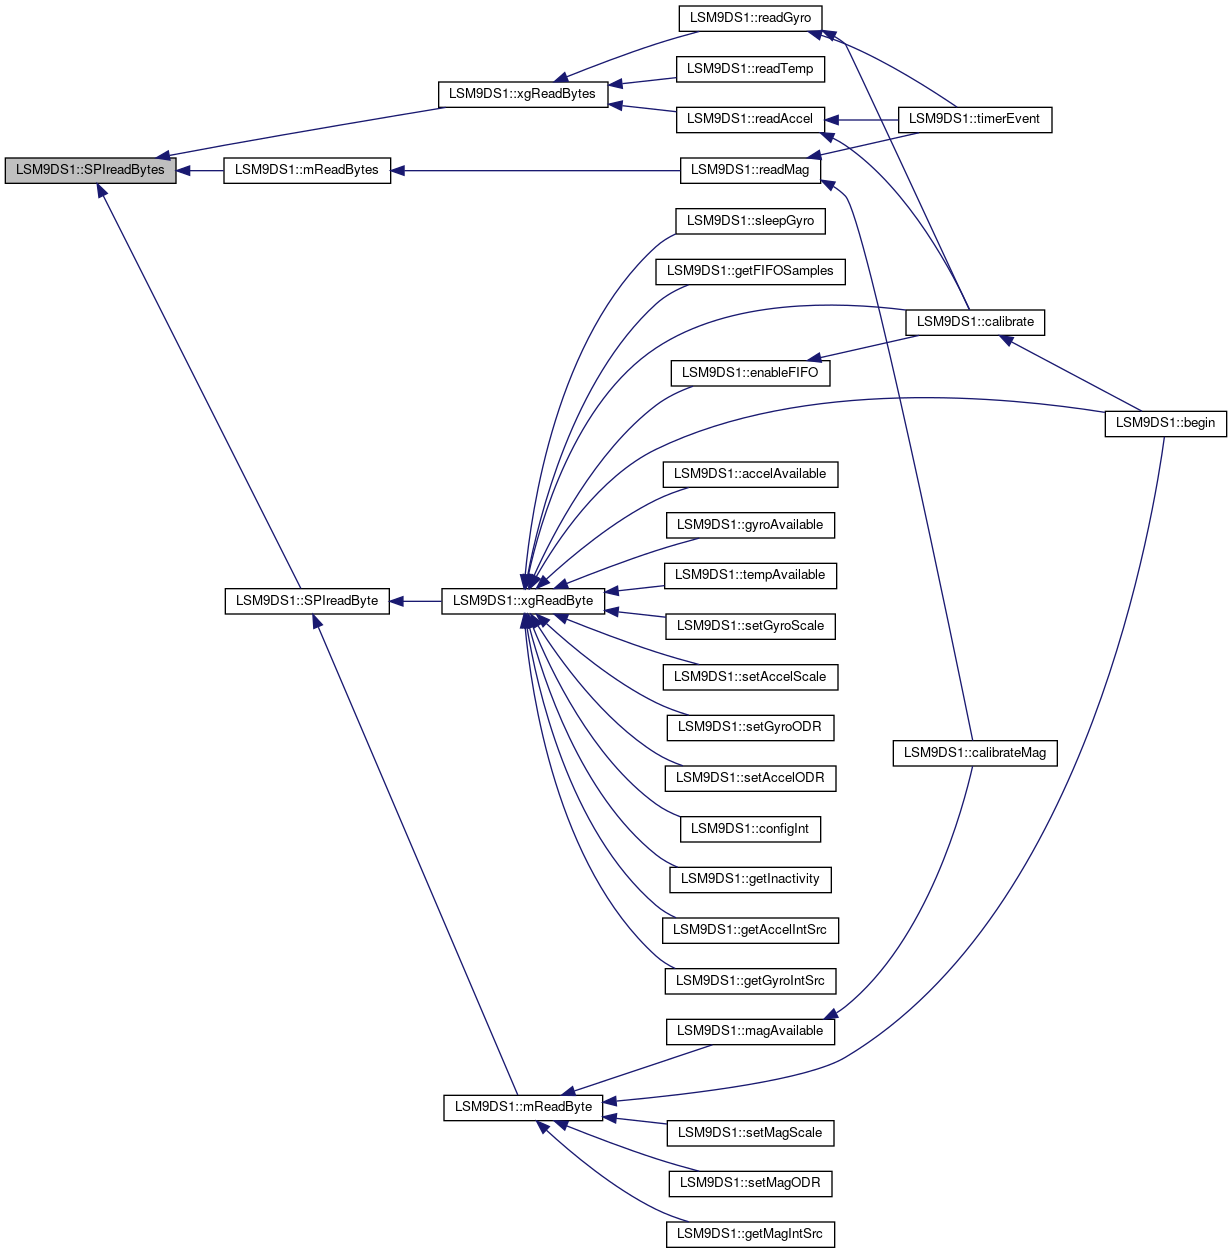 LSM9DS1::readGyro
LSM9DS1::readTemp
LSM9DS1::xgReadBytes
LSM9DS1::readAccel
LSM9DS1::timerEvent
LSM9DS1::SPIreadBytes
LSM9DS1::mReadBytes
LSM9DS1::readMag
LSM9DS1::sleepGyro
LSM9DS1::getFIFOSamples
LSM9DS1::calibrate
LSM9DS1::enableFIFO
LSM9DS1::begin
LSM9DS1::accelAvailable
LSM9DS1::gyroAvailable
LSM9DS1::tempAvailable
LSM9DS1::SPIreadByte
LSM9DS1::xgReadByte
LSM9DS1::setGyroScale
LSM9DS1::setAccelScale
LSM9DS1::setGyroODR
LSM9DS1::calibrateMag
LSM9DS1::setAccelODR
LSM9DS1::configInt
LSM9DS1::getInactivity
LSM9DS1::getAccelIntSrc
LSM9DS1::getGyroIntSrc
LSM9DS1::magAvailable
LSM9DS1::mReadByte
LSM9DS1::setMagScale
LSM9DS1::setMagODR
LSM9DS1::getMagIntSrc